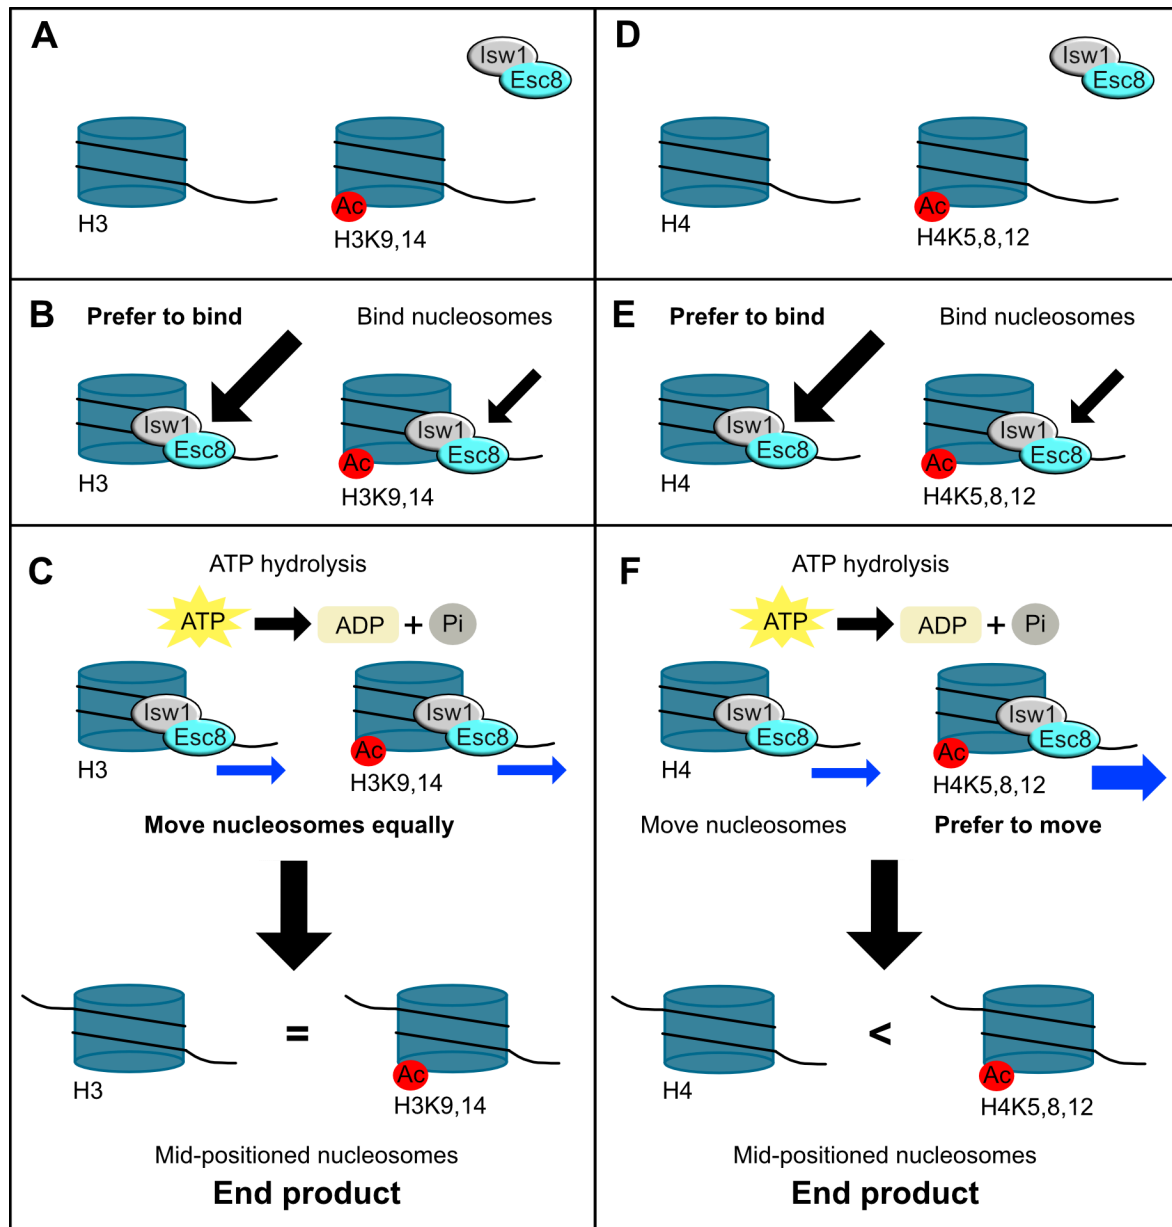 A
Isw1
Esc8
H3
Ac
H3K9,14
D
Isw1
Esc8
H4
Ac
H4K5,8,12
B
Prefer to bind
Bind nucleosomes
Isw1
Esc8
H3
Isw1
Esc8
Ac
H3K9,14
E
Prefer to bind
Bind nucleosomes
Isw1
Esc8
H4
Isw1
Esc8
Ac
H4K5,8,12
C
ATP hydrolysis
ATP
ADP + Pi
Isw1
Esc8
H3
Isw1
Esc8
Ac
H3K9,14
Move nucleosomes equally
H3
=
Ac
H3K9,14
Mid-positioned nucleosomes
End product
F
ATP hydrolysis
ATP
ADP + Pi
Isw1
Esc8
H4
Isw1
Esc8
Ac
H4K5,8,12
Move nucleosomes
Prefer to move
H4
<
Ac
H4K5,8,12
Mid-positioned nucleosomes
End product